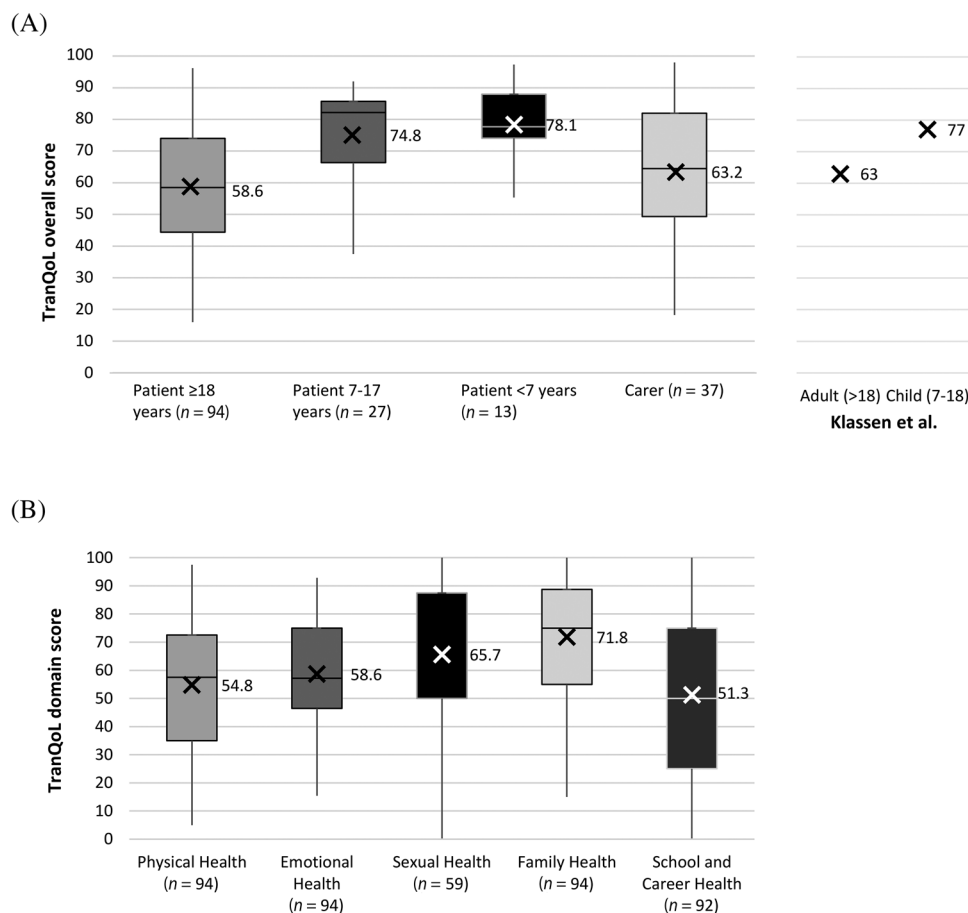 (A)
100
90
80
70
60
50
40
30
20
10
0
TranQoL overall score
58.6
74.8
78.1
63.2
63
77
Patient ≥18
years (n = 94)
Patient 7-17
years (n = 27)
Patient <7 years
(n = 13)
Carer (n = 37)
Adult (>18) Child (7-18)
Klassen et al.
(B)
100
90
80
70
60
50
40
30
20
10
0
TranQoL domain score
54.8
58.6
65.7
71.8
51.3
Physical Health
(n = 94)
Emotional
Health
(n = 94)
Sexual Health
(n = 59)
Family Health
(n = 94)
School and
Career Health
(n = 92)